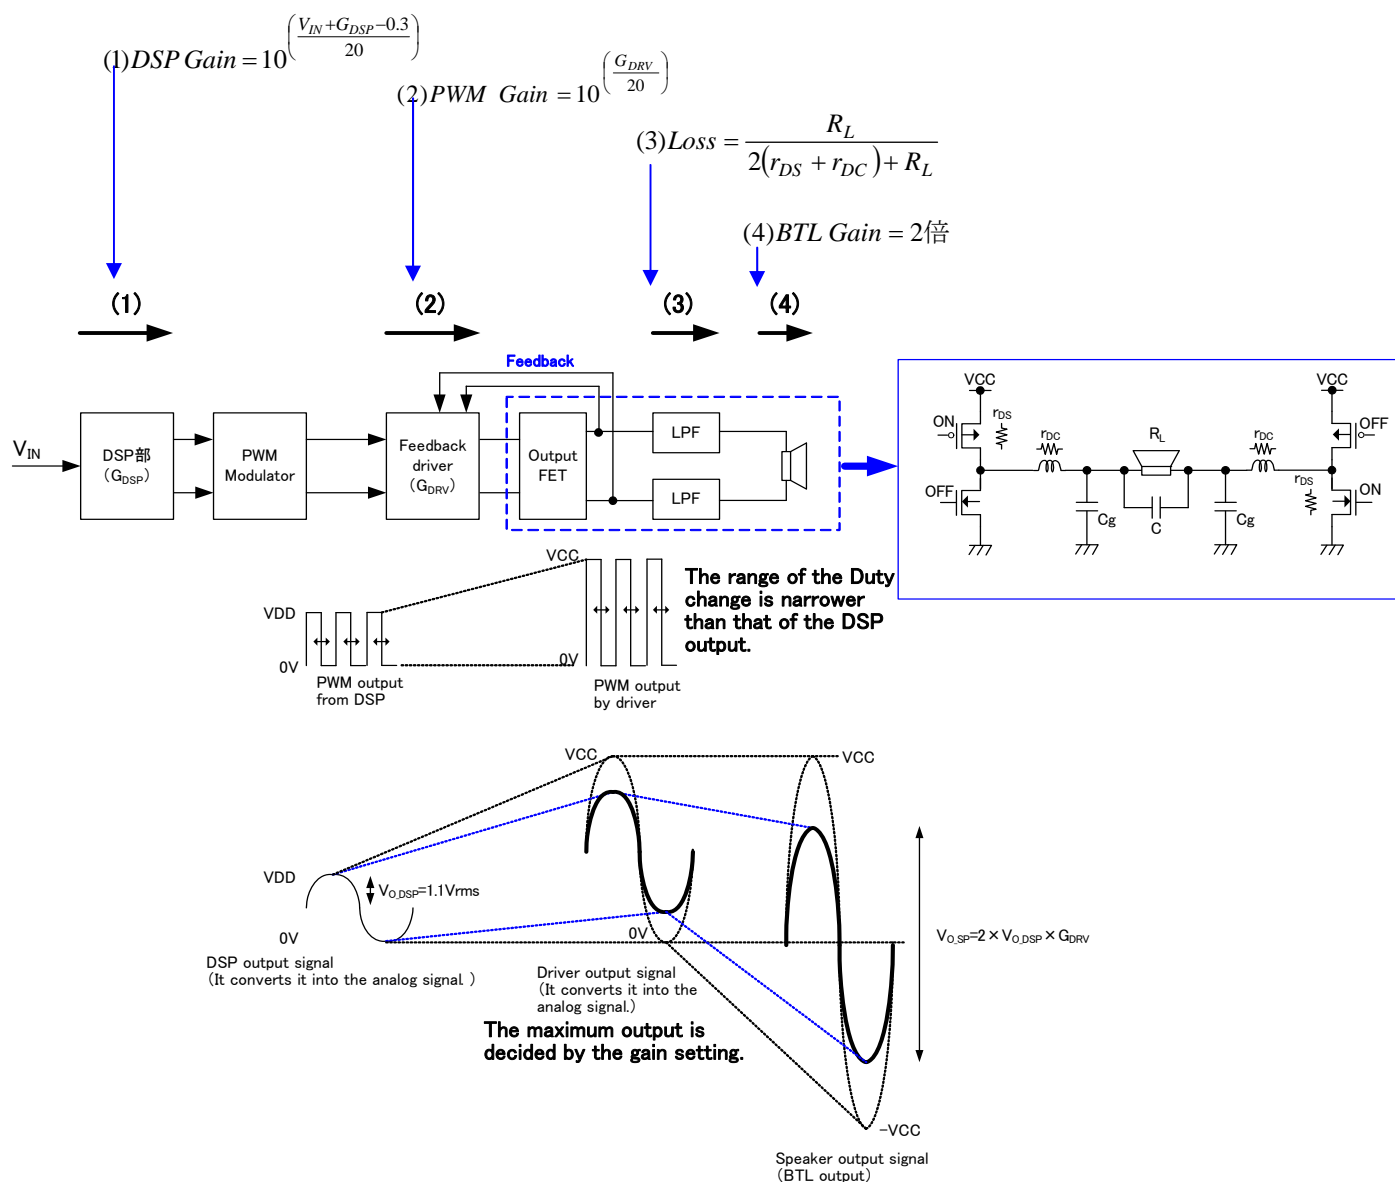 (1)DSP Gain = 10^((V_IN + G_DSP − 0.3)/20)
(2)PWM Gain = 10^(G_DRV/20)
(3)Loss = R_L/(2(r_DS + r_DC) + R_L)
(4)BTL Gain = 2倍
(1)
(2)
(3)
(4)
Feedback
V_IN
DSP部
(G_DSP)
PWM
Modulator
Feedback
driver
(G_DRV)
Output
FET
LPF
LPF
VCC
VCC
ON
r_DS
OFF
r_DC
R_L
r_DC
OFF
r_DS
ON
Cg
C
Cg
VCC
VDD
0V
0V
PWM output
from DSP
PWM output
by driver
The range of the Duty
change is narrower
than that of the DSP
output.
VCC
VCC
VDD
V_O_DSP=1.1Vrms
0V
0V
V_O_SP=2×V_O_DSP×G_DRV
DSP output signal
(It converts it into the analog signal. )
Driver output signal
(It converts it into the
analog signal.)
The maximum output is
decided by the gain setting.
-VCC
Speaker output signal
(BTL output)